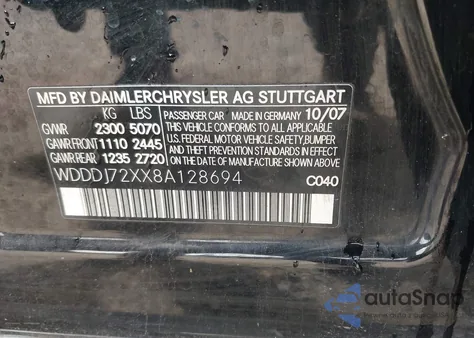 MFD BY DAIMLERCHRYSLER AG STUTTGART
KG LBS PASSENGER CAR MADE IN GERMANY 10/07
GVWR 2300 5070 THIS VEHICLE CONFORMS TO ALL APPLICABLE
GAWR FRONT 1110 2445 U.S. FEDERAL MOTOR VEHICLE SAFETY, BUMPER
GAWR REAR 1235 2720 AND THEFT PREVENTION STANDARDS IN EFFECT
ON THE DATE OF MANUFACTURE SHOWN ABOVE.
WDDDJ72XX8A128694 C040
autoSnap